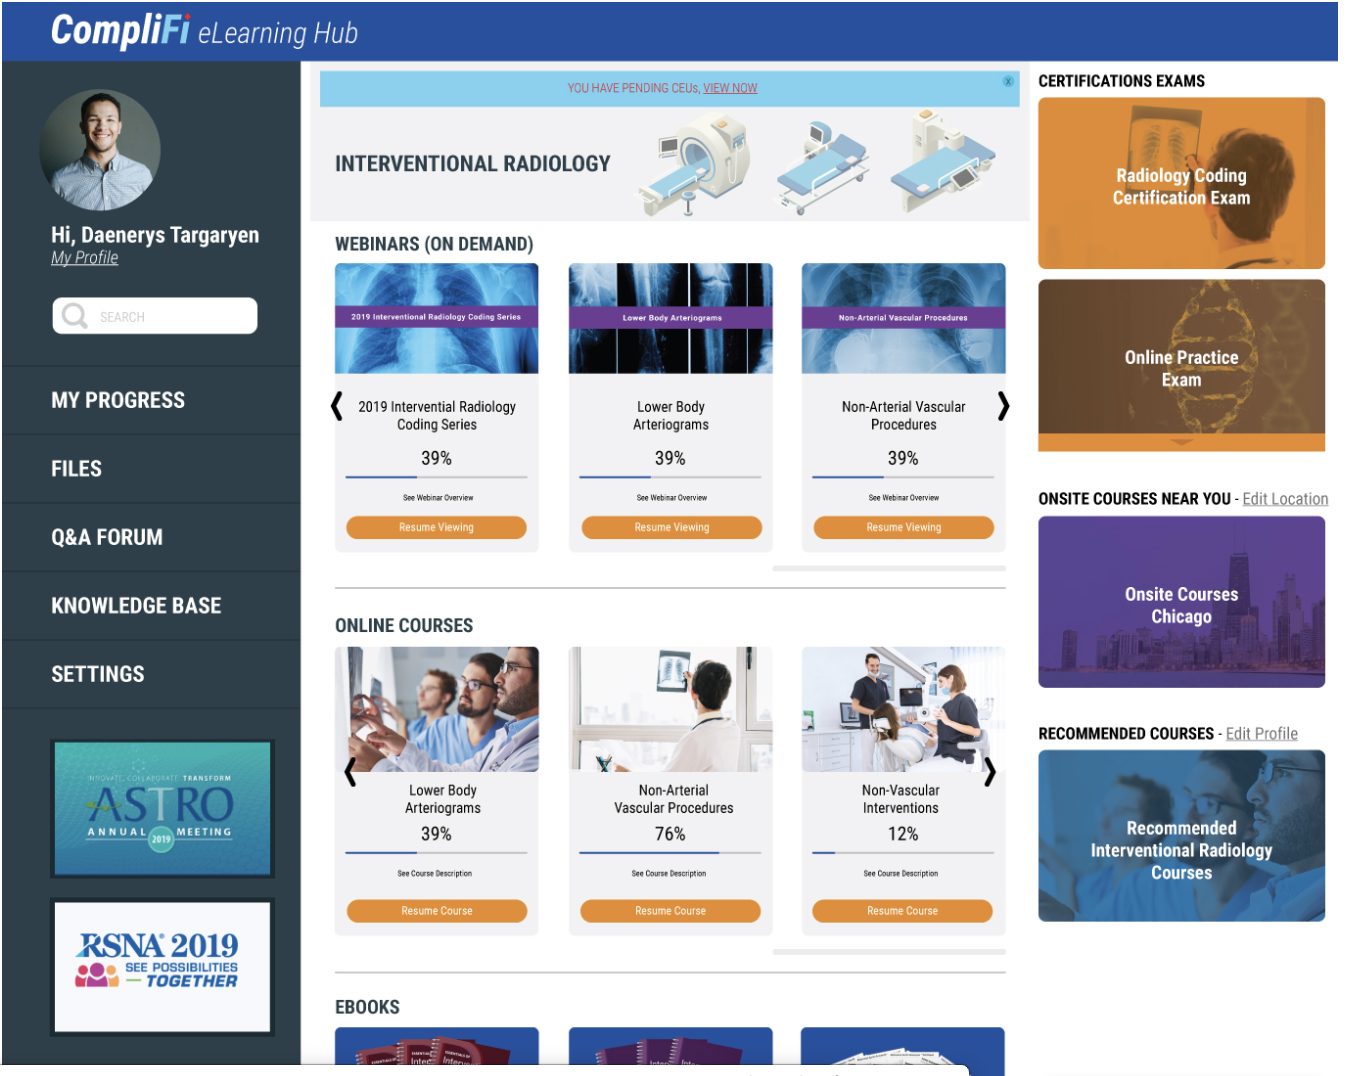 CompliFi eLearning Hub
Hi, Daenerys Targaryen
My Profile
SEARCH
MY PROGRESS
FILES
Q&A FORUM
KNOWLEDGE BASE
SETTINGS
INNOVATE COLLABORATE TRANSFORM
ASTRO
ANNUAL MEETING
2019
RSNA® 2019
SEE POSSIBILITIES
TOGETHER
YOU HAVE PENDING CEUs, VIEW NOW
X
INTERVENTIONAL RADIOLOGY
WEBINARS (ON DEMAND)
2019 Interventional Radiology Coding Series
2019 Intervential Radiology
Coding Series
39%
See Webinar Overview
Resume Viewing
Lower Body Arteriograms
Lower Body
Arteriograms
39%
See Webinar Overview
Resume Viewing
Non-Arterial Vascular Procedures
Non-Arterial Vascular
Procedures
39%
See Webinar Overview
Resume Viewing
ONLINE COURSES
Lower Body
Arteriograms
39%
See Course Description
Resume Course
Non-Arterial
Vascular Procedures
76%
See Course Description
Resume Course
Non-Vascular
Interventions
12%
See Course Description
Resume Course
EBOOKS
CERTIFICATIONS EXAMS
Radiology Coding
Certification Exam
Online Practice
Exam
ONSITE COURSES NEAR YOU - Edit Location
Onsite Courses
Chicago
RECOMMENDED COURSES - Edit Profile
Recommended
Interventional Radiology
Courses